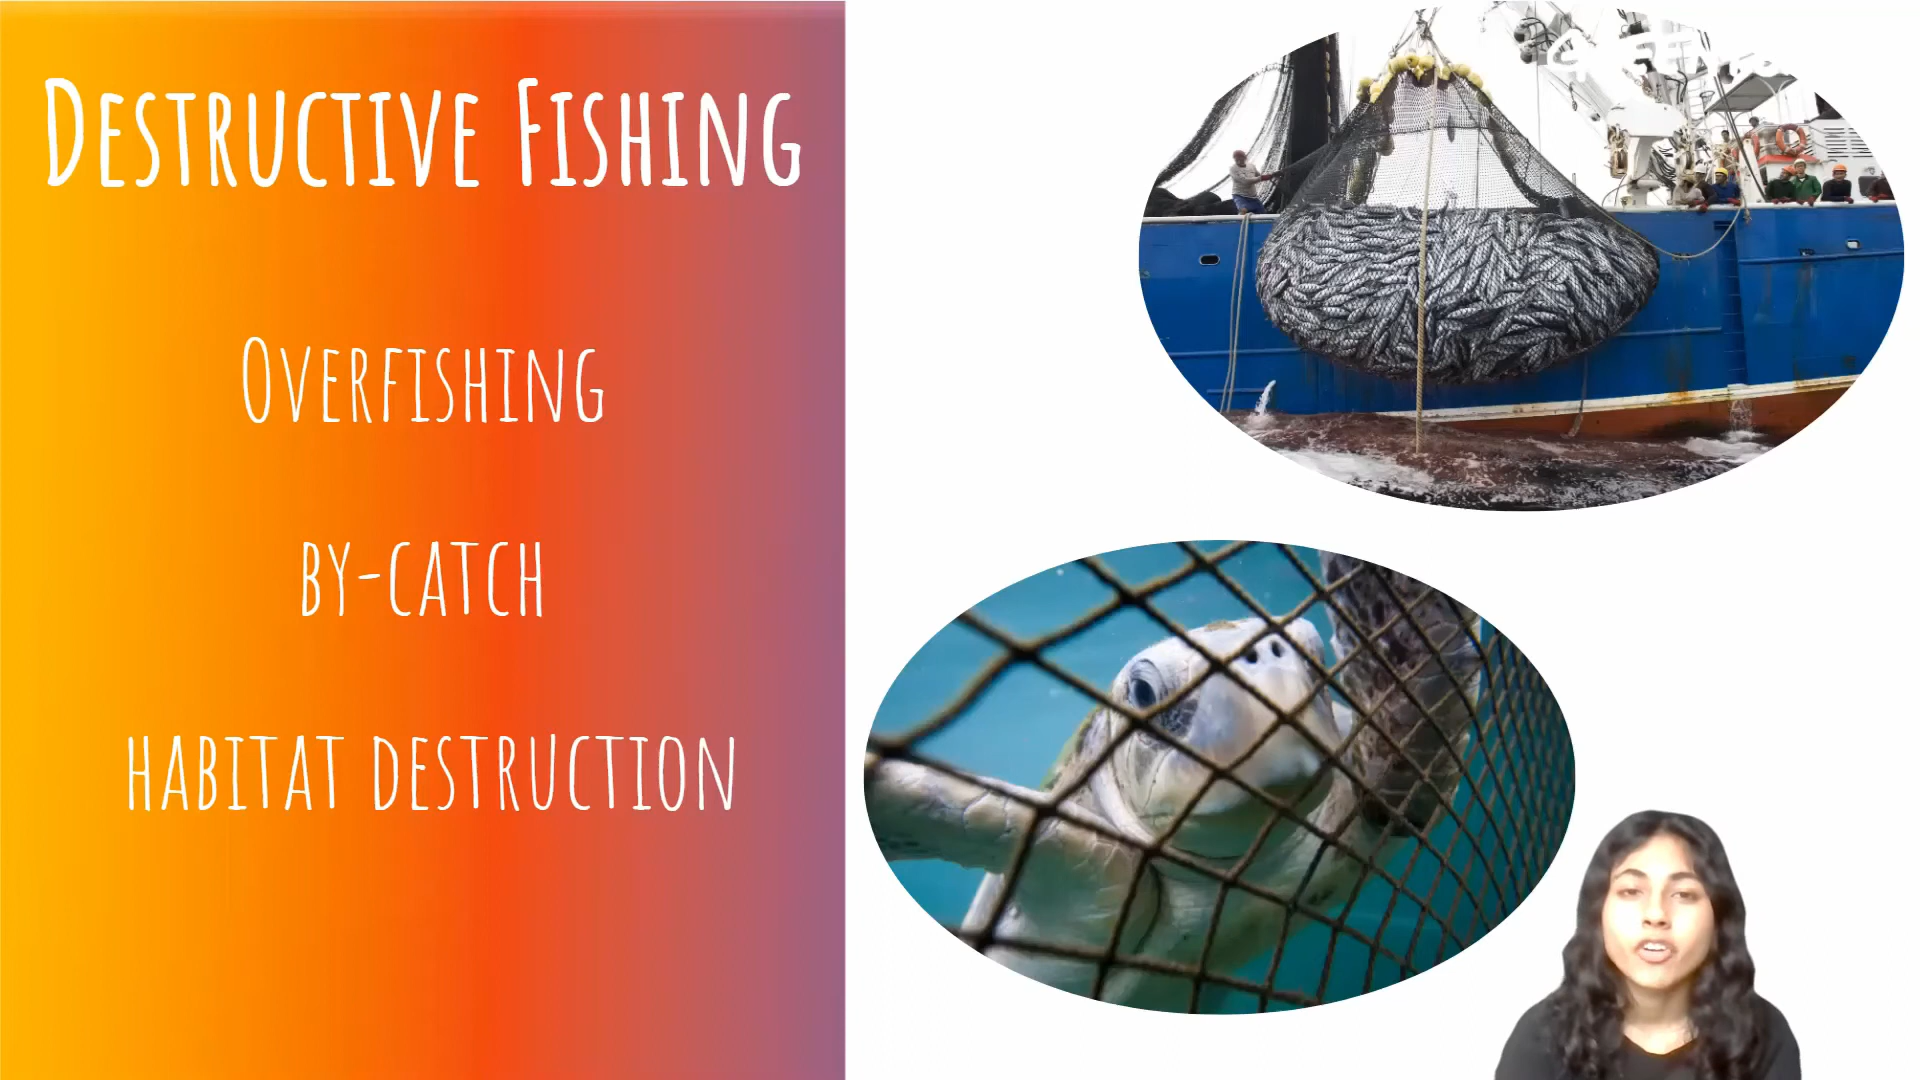 Destructive Fishing
Overfishing
by-catch
habitat destruction